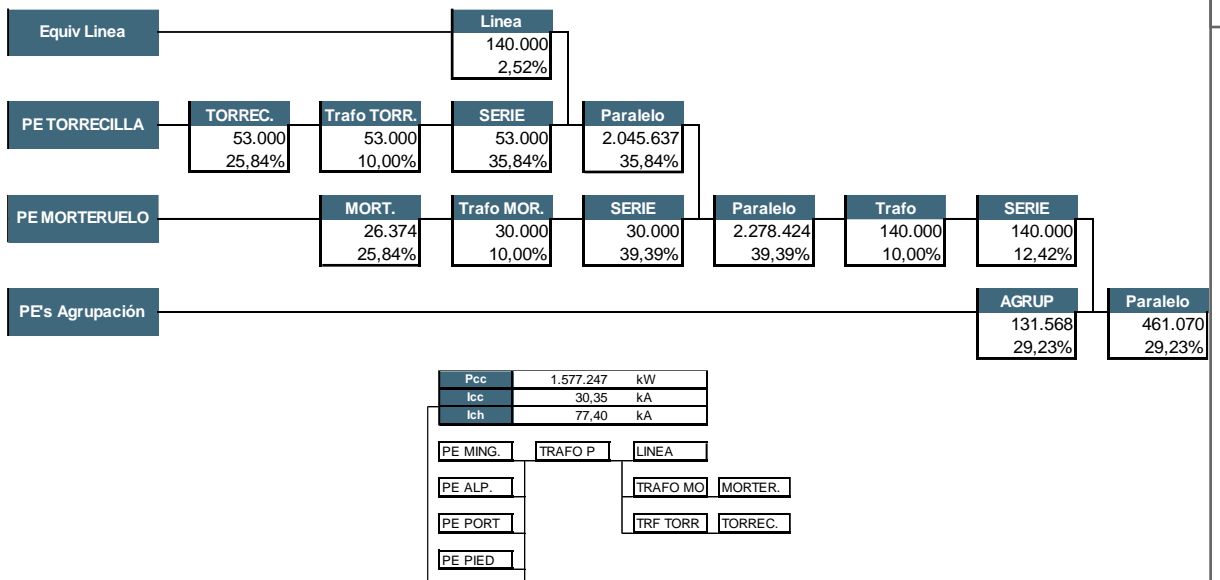 Equiv Linea
Linea
140.000
2,52%
PE TORRECILLA
TORREC.
53.000
25,84%
Trafo TORR.
53.000
10,00%
SERIE
53.000
35,84%
Paralelo
2.045.637
35,84%
PE MORTERUELO
MORT.
26.374
25,84%
Trafo MOR.
30.000
10,00%
SERIE
30.000
39,39%
Paralelo
2.278.424
39,39%
Trafo
140.000
10,00%
SERIE
140.000
12,42%
PE's Agrupación
AGRUP
131.568
29,23%
Paralelo
461.070
29,23%
Pcc 1.577.247 kW
Icc 30,35 kA
Ich 77,40 kA
PE MING. TRAFO P LINEA
PE ALP. TRAFO MO MORTER.
PE PORT TRF TORR TORREC.
PE PIED